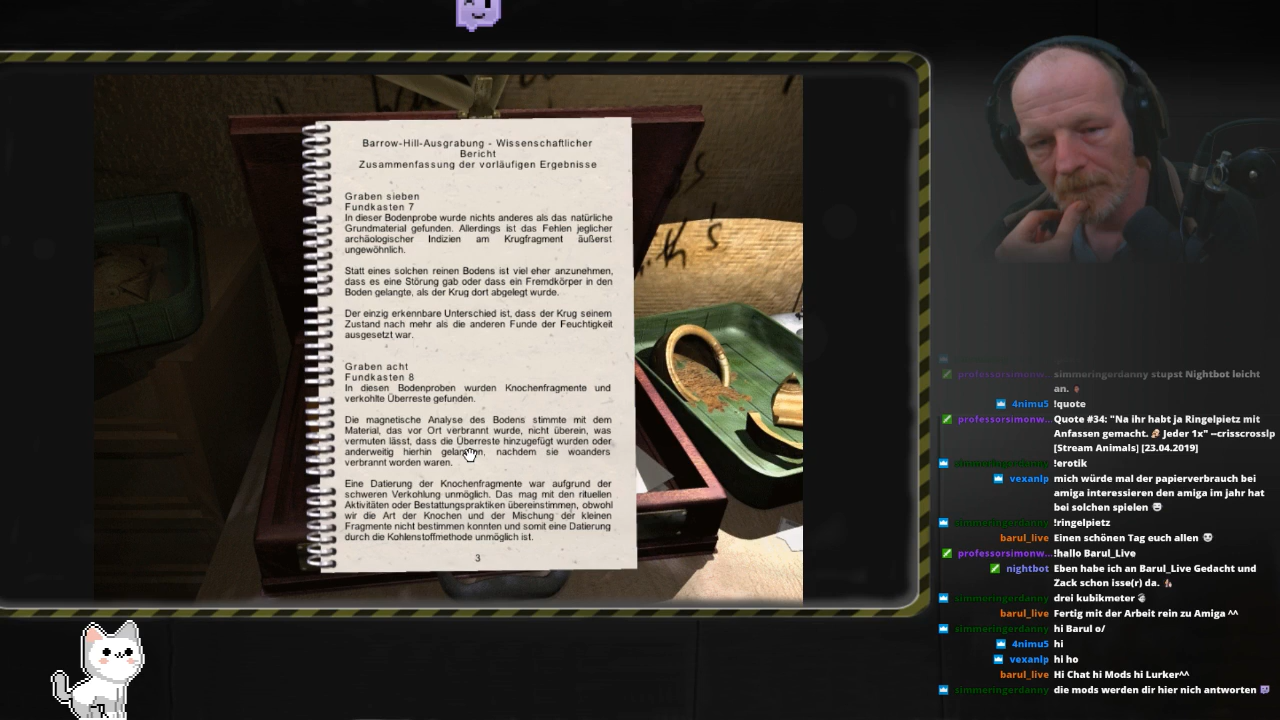 Barrow-Hill-Ausgrabung - Wissenschaftlicher
Bericht
Zusammenfassung der vorläufigen Ergebnisse
Graben sieben
Fundkasten 7
In dieser Bodenprobe wurde nichts anderes als das natürliche
Grundmaterial gefunden. Allerdings ist das Fehlen jeglicher
archäologischer Indizien am Krugfragment äußerst
ungewöhnlich.
Statt eines solchen reinen Bodens ist viel eher anzunehmen,
dass es eine Störung gab oder dass ein Fremdkörper in den
Boden gelangte, als der Krug dort abgelegt wurde.
Der einzig erkennbare Unterschied ist, dass der Krug seinem
Zustand nach mehr als die anderen Funde der Feuchtigkeit
ausgesetzt war.
Graben acht
Fundkasten 8
In diesen Bodenproben wurden Knochenfragmente und
verkohlte Überreste gefunden.
Die magnetische Analyse des Bodens stimmte mit dem
Material, das vor Ort verbrannt wurde, nicht überein, was
vermuten lässt, dass die Überreste hinzugefügt wurden oder
anderweitig hierhin gelangten, nachdem sie woanders
verbrannt worden waren.
Eine Datierung der Knochenfragmente war aufgrund der
schweren Verkohlung unmöglich. Das mag mit den rituellen
Aktivitäten oder Bestattungspraktiken übereinstimmen, obwohl
wir die Art der Knochen und der Mischung der kleinen
Fragmente nicht bestimmen konnten und somit eine Datierung
durch die Kohlenstoffmethode unmöglich ist.
3
professorsimonw... simmeringerdanny stupst Nightbot leicht
an.
4nimu5 !quote
professorsimonw... Quote #34: "Na ihr habt ja Ringelpietz mit
Anfassen gemacht. Jeder 1x" --crisscrosslp
[Stream Animals] [23.04.2019]
simmeringerdanny !erotik
vexanlp mich würde mal der papierverbrauch bei
amiga interessieren den amiga im jahr hat
bei solchen spielen
simmeringerdanny !ringelpietz
barul_live Einen schönen Tag euch allen
professorsimonw... !hallo Barul_Live
nightbot Eben habe ich an Barul_Live Gedacht und
Zack schon isse(r) da.
simmeringerdanny drei kubikmeter
barul_live Fertig mit der Arbeit rein zu Amiga ^^
simmeringerdanny hi Barul o/
4nimu5 hi
vexanlp hi ho
barul_live Hi Chat hi Mods hi Lurker^^
simmeringerdanny die mods werden dir hier nich antworten